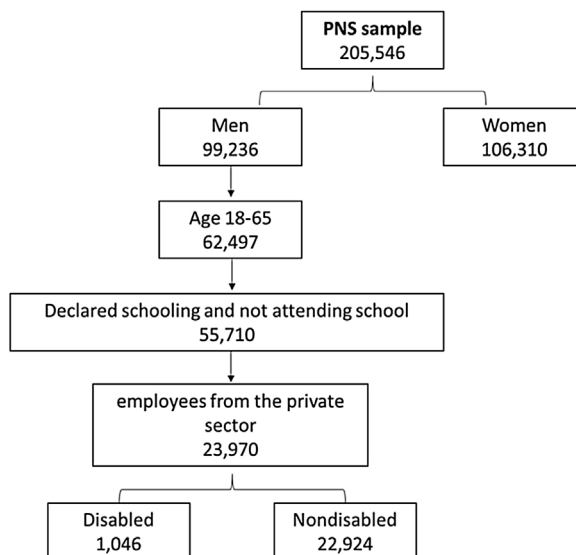 PNS sample
205,546
Men
99,236
Women
106,310
Age 18-65
62,497
Declared schooling and not attending school
55,710
employees from the private
sector
23,970
Disabled
1,046
Nondisabled
22,924